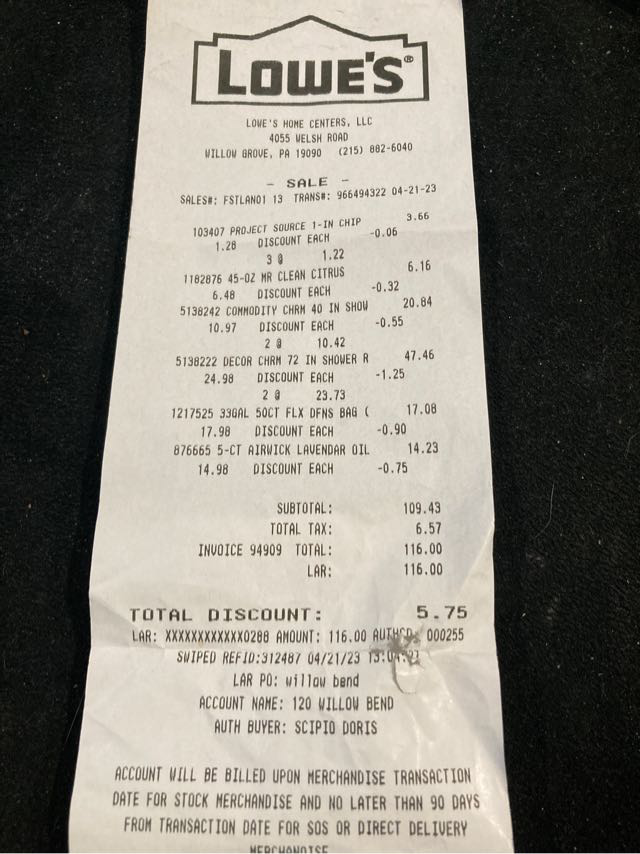 LOWE'S®
LOWE'S HOME CENTERS, LLC
4055 WELSH ROAD
WILLOW GROVE, PA 19090 (215) 882-6040
- SALE -
SALES#: FSTLAN01 13 TRANS#: 966494322 04-21-23
103407 PROJECT SOURCE 1-IN CHIP 3.66
1.28 DISCOUNT EACH -0.06
3 @ 1.22
1182876 45-OZ MR CLEAN CITRUS 6.16
6.48 DISCOUNT EACH -0.32
5138242 COMMODITY CHRM 40 IN SHOW 20.84
10.97 DISCOUNT EACH -0.55
2 @ 10.42
5138222 DECOR CHRM 72 IN SHOWER R 47.46
24.98 DISCOUNT EACH -1.25
2 @ 23.73
1217525 33GAL 50CT FLX DFNS BAG ( 17.08
17.98 DISCOUNT EACH -0.90
876665 5-CT AIRWICK LAVENDAR OIL 14.23
14.98 DISCOUNT EACH -0.75
SUBTOTAL: 109.43
TOTAL TAX: 6.57
INVOICE 94909 TOTAL: 116.00
LAR: 116.00
TOTAL DISCOUNT: 5.75
LAR: XXXXXXXXXXXX0288 AMOUNT: 116.00 AUTHCD: 000255
SWIPED REFID:312487 04/21/23 13:04:21
LAR PO: willow bend
ACCOUNT NAME: 120 WILLOW BEND
AUTH BUYER: SCIPIO DORIS
ACCOUNT WILL BE BILLED UPON MERCHANDISE TRANSACTION
DATE FOR STOCK MERCHANDISE AND NO LATER THAN 90 DAYS
FROM TRANSACTION DATE FOR SOS OR DIRECT DELIVERY
MERCHANDISE